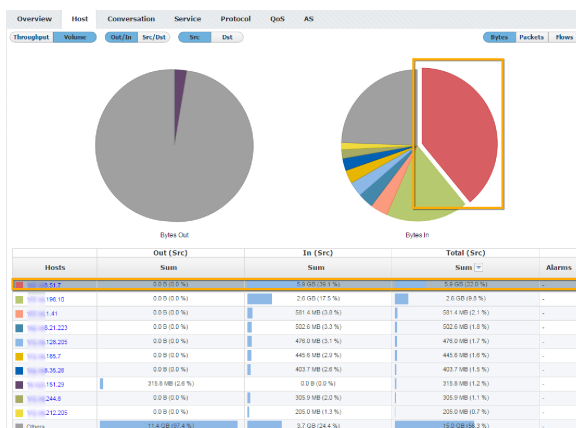 Overview Host Conversation Service Protocol QoS AS
Throughput Volume Out/In Src/Dst Src Dst Bytes Packets Flows
Bytes Out Bytes In
Out (Src) In (Src) Total (Src)
Hosts Sum Sum Sum Alarms
8.51.7 0.0 B (0.0 %) 5.9 GB (39.1 %) 5.9 GB (22.0 %) -
.198.10 0.0 B (0.0 %) 2.6 GB (17.5 %) 2.6 GB (9.8 %) -
.1.41 0.0 B (0.0 %) 581.4 MB (3.8 %) 581.4 MB (2.1 %) -
8.21.223 0.0 B (0.0 %) 502.6 MB (3.3 %) 502.6 MB (1.8 %) -
.128.205 0.0 B (0.0 %) 476.0 MB (3.1 %) 476.0 MB (1.7 %) -
.185.7 0.0 B (0.0 %) 445.6 MB (2.9 %) 445.6 MB (1.6 %) -
8.35.26 0.0 B (0.0 %) 403.7 MB (2.6 %) 403.7 MB (1.5 %) -
.151.29 315.8 MB (2.6 %) 0.0 B (0.0 %) 315.8 MB (1.2 %) -
.244.8 0.0 B (0.0 %) 305.9 MB (2.0 %) 305.9 MB (1.1 %) -
.212.205 0.0 B (0.0 %) 205.0 MB (1.3 %) 205.0 MB (0.7 %) -
Others 11.4 GB (97.4 %) 3.7 GB (24.4 %) 15.0 GB (56.3 %) -